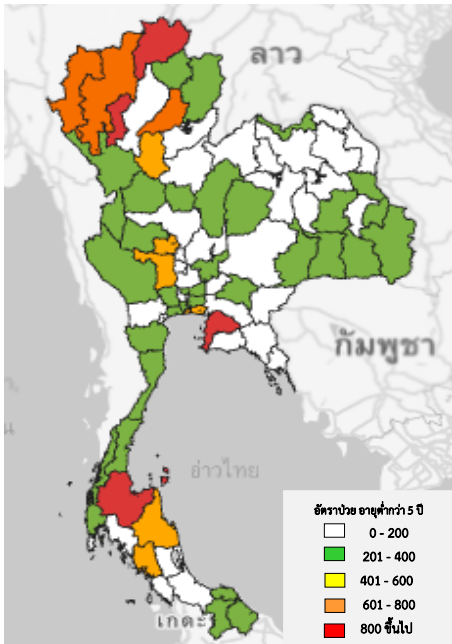 ลาว
กัมพูชา
อ่าวไทย
น
เกดะ
อัตราป่วย อายุต่ำกว่า 5 ปี
0 - 200
201 - 400
401 - 600
601 - 800
800 ขึ้นไป